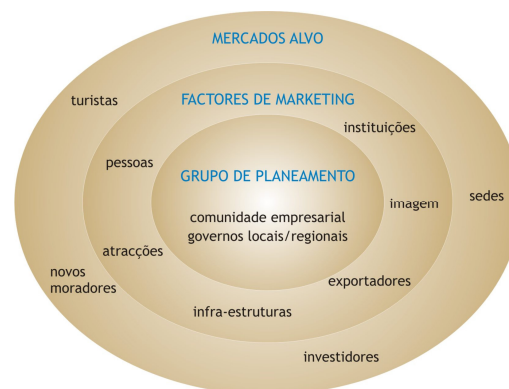 MERCADOS ALVO
turistas
FACTORES DE MARKETING
instituições
pessoas
GRUPO DE PLANEAMENTO
sedes
imagem
comunidade empresarial
governos locais/regionais
atracções
novos
moradores
exportadores
infra-estruturas
investidores